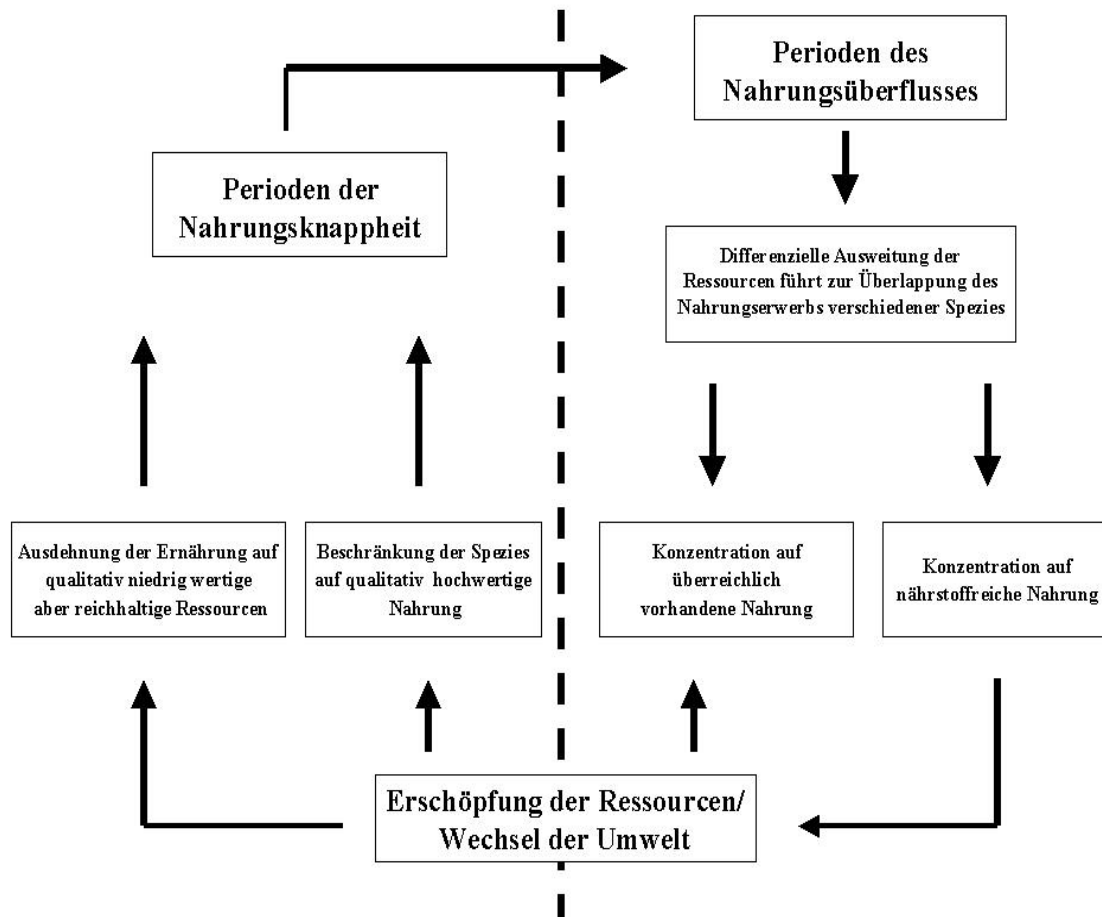 Perioden des
Nahrungsüberflusses
Perioden der
Nahrungsknappheit
Differenzielle Ausweitung der
Ressourcen führt zur Überlappung des
Nahrungserwerbs verschiedener Spezies
Ausdehnung der Ernährung auf
qualitativ niedrig wertige
aber reichhaltige Ressourcen
Beschränkung der Spezies
auf qualitativ hochwertige
Nahrung
Konzentration auf
überreichlich
vorhandene Nahrung
Konzentration auf
nährstoffreiche Nahrung
Erschöpfung der Ressourcen/
Wechsel der Umwelt